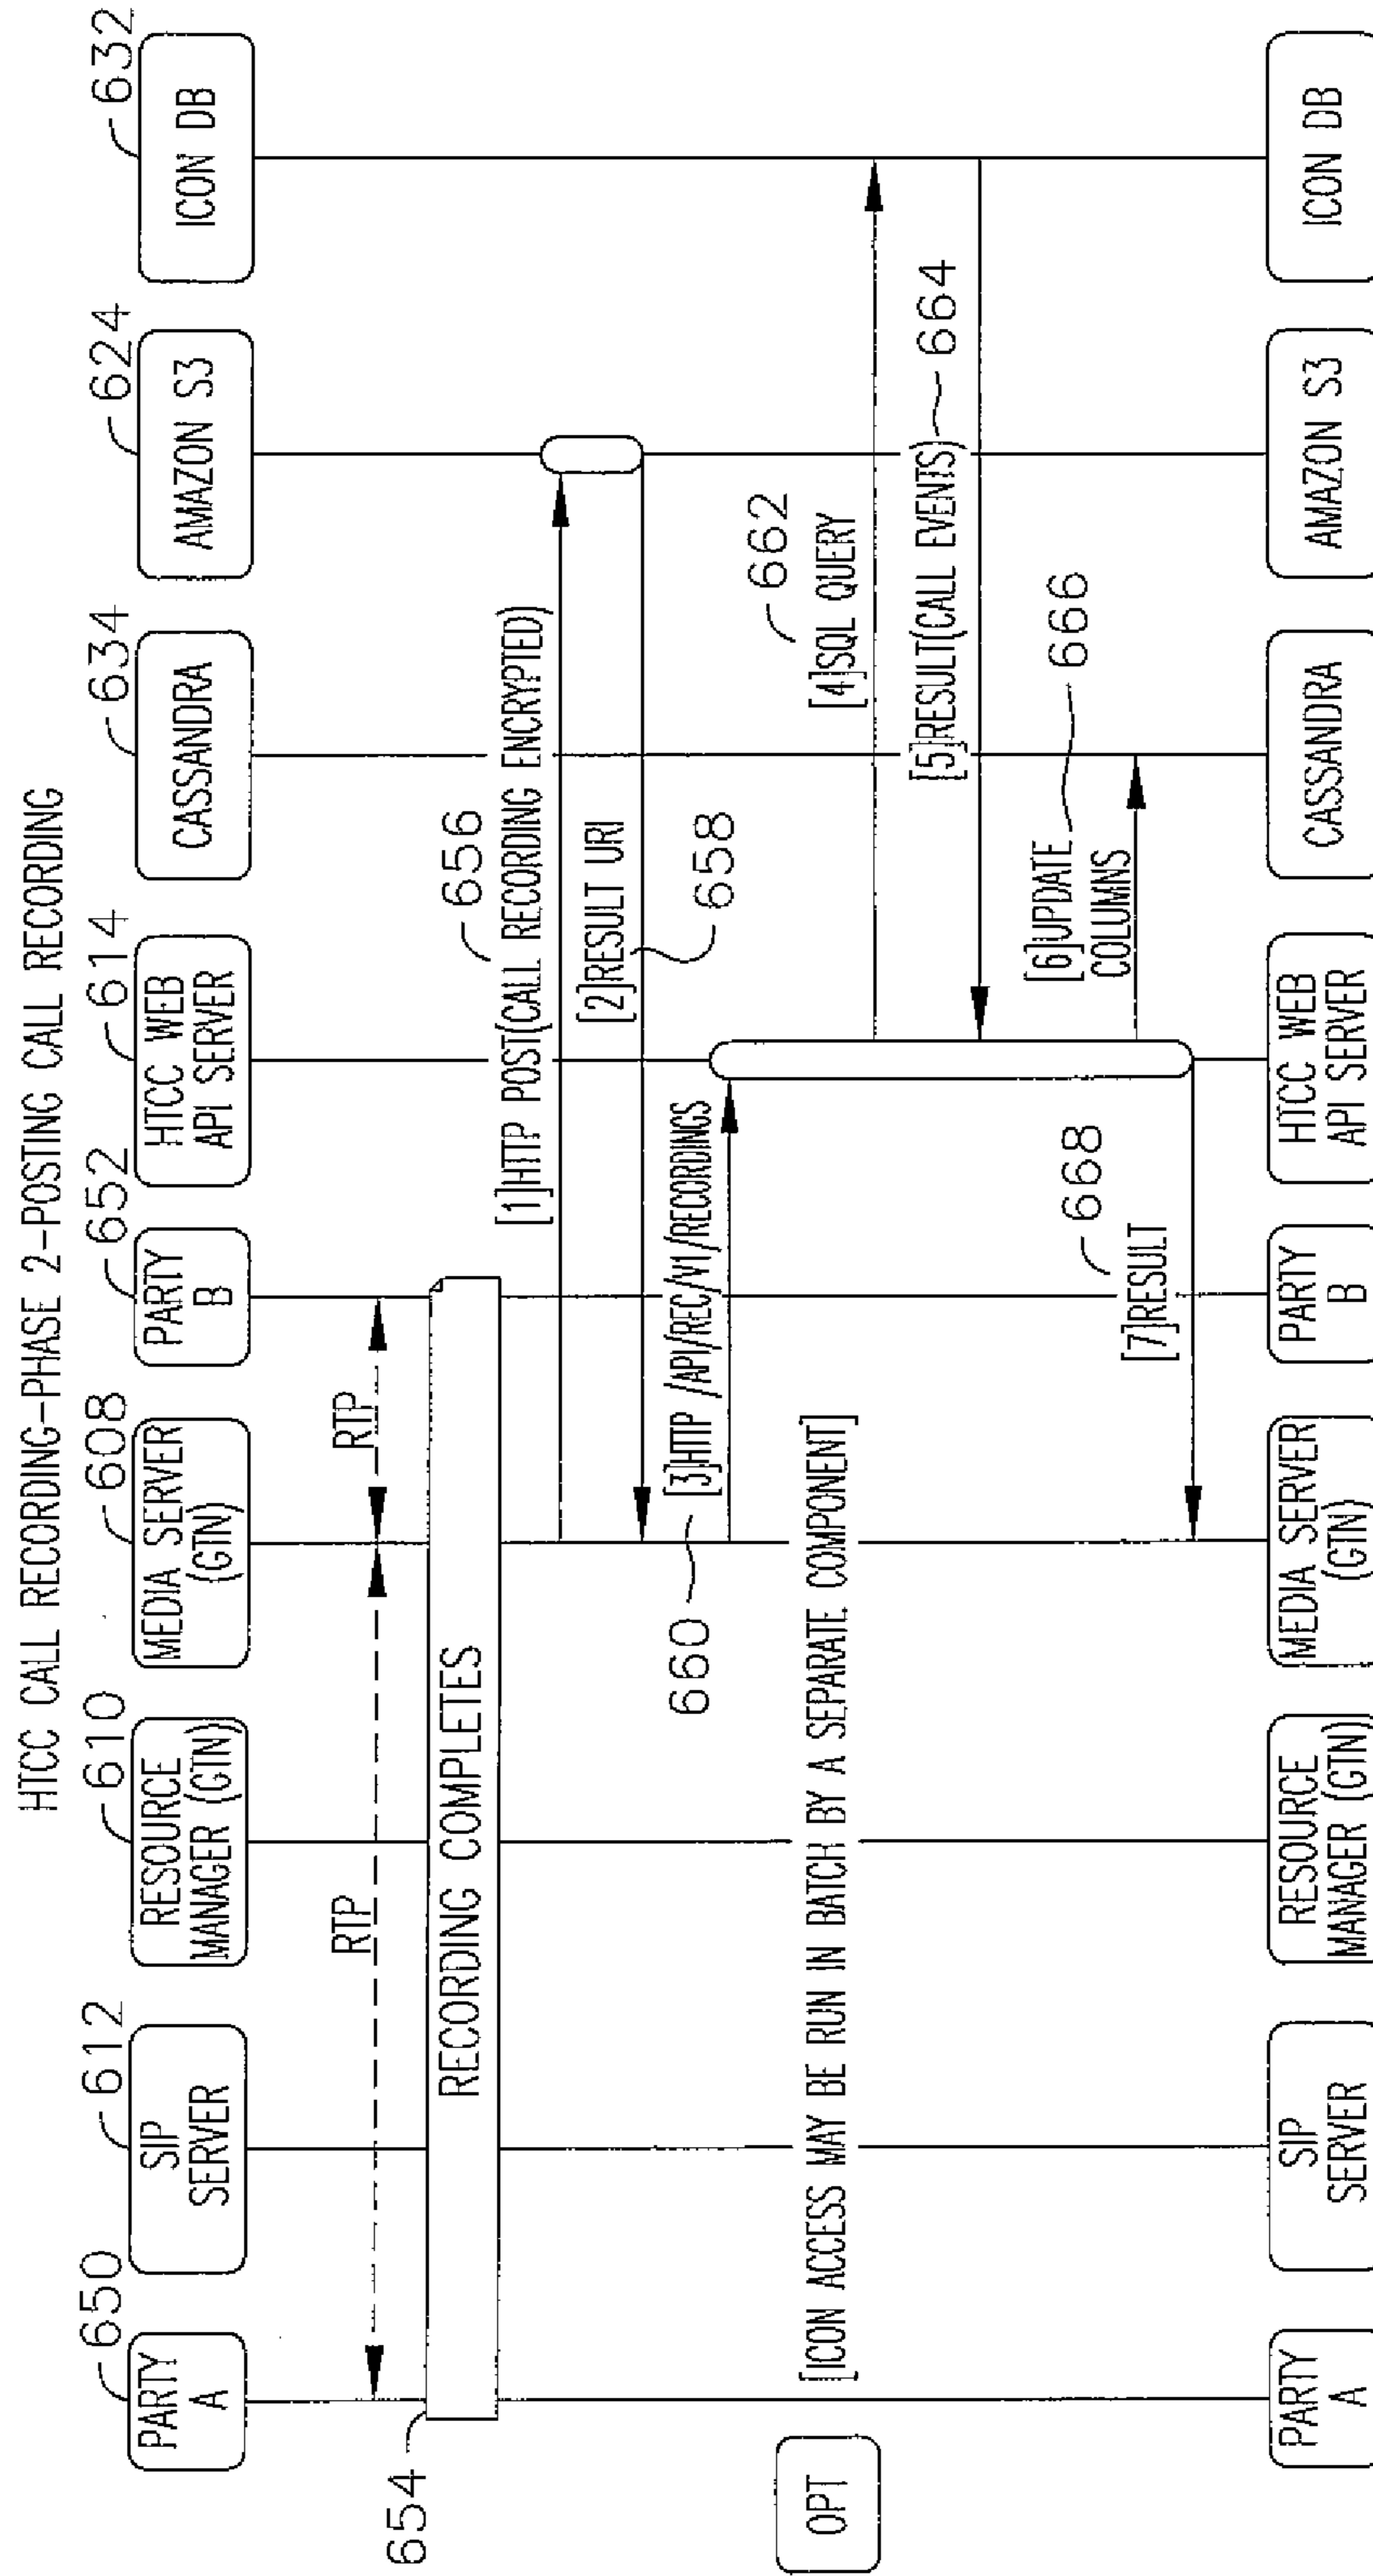 HTCC CALL RECORDING-PHASE 2-POSTING CALL RECORDING
650
612
610
608
652
614
634
624
632
PARTY
A
SIP
SERVER
RESOURCE
MANAGER (GTN)
MEDIA SERVER
(GTN)
PARTY
B
HTCC WEB
API SERVER
CASSANDRA
AMAZON S3
ICON DB
RTP
RTP
654
RECORDING COMPLETES
656
[1]HTTP POST(CALL RECORDING ENCRYPTED)
[2]RESULT URI
658
660
[3]HTTP /API/REC/V1/RECORDINGS
OPT
[ICON ACCESS MAY BE RUN IN BATCH BY A SEPARATE COMPONENT]
662
[4]SQL QUERY
[5]RESULT(CALL EVENTS)
664
[6]UPDATE
COLUMNS
666
668
[7]RESULT
PARTY
A
SIP
SERVER
RESOURCE
MANAGER (GTN)
MEDIA SERVER
(GTN)
PARTY
B
HTCC WEB
API SERVER
CASSANDRA
AMAZON S3
ICON DB